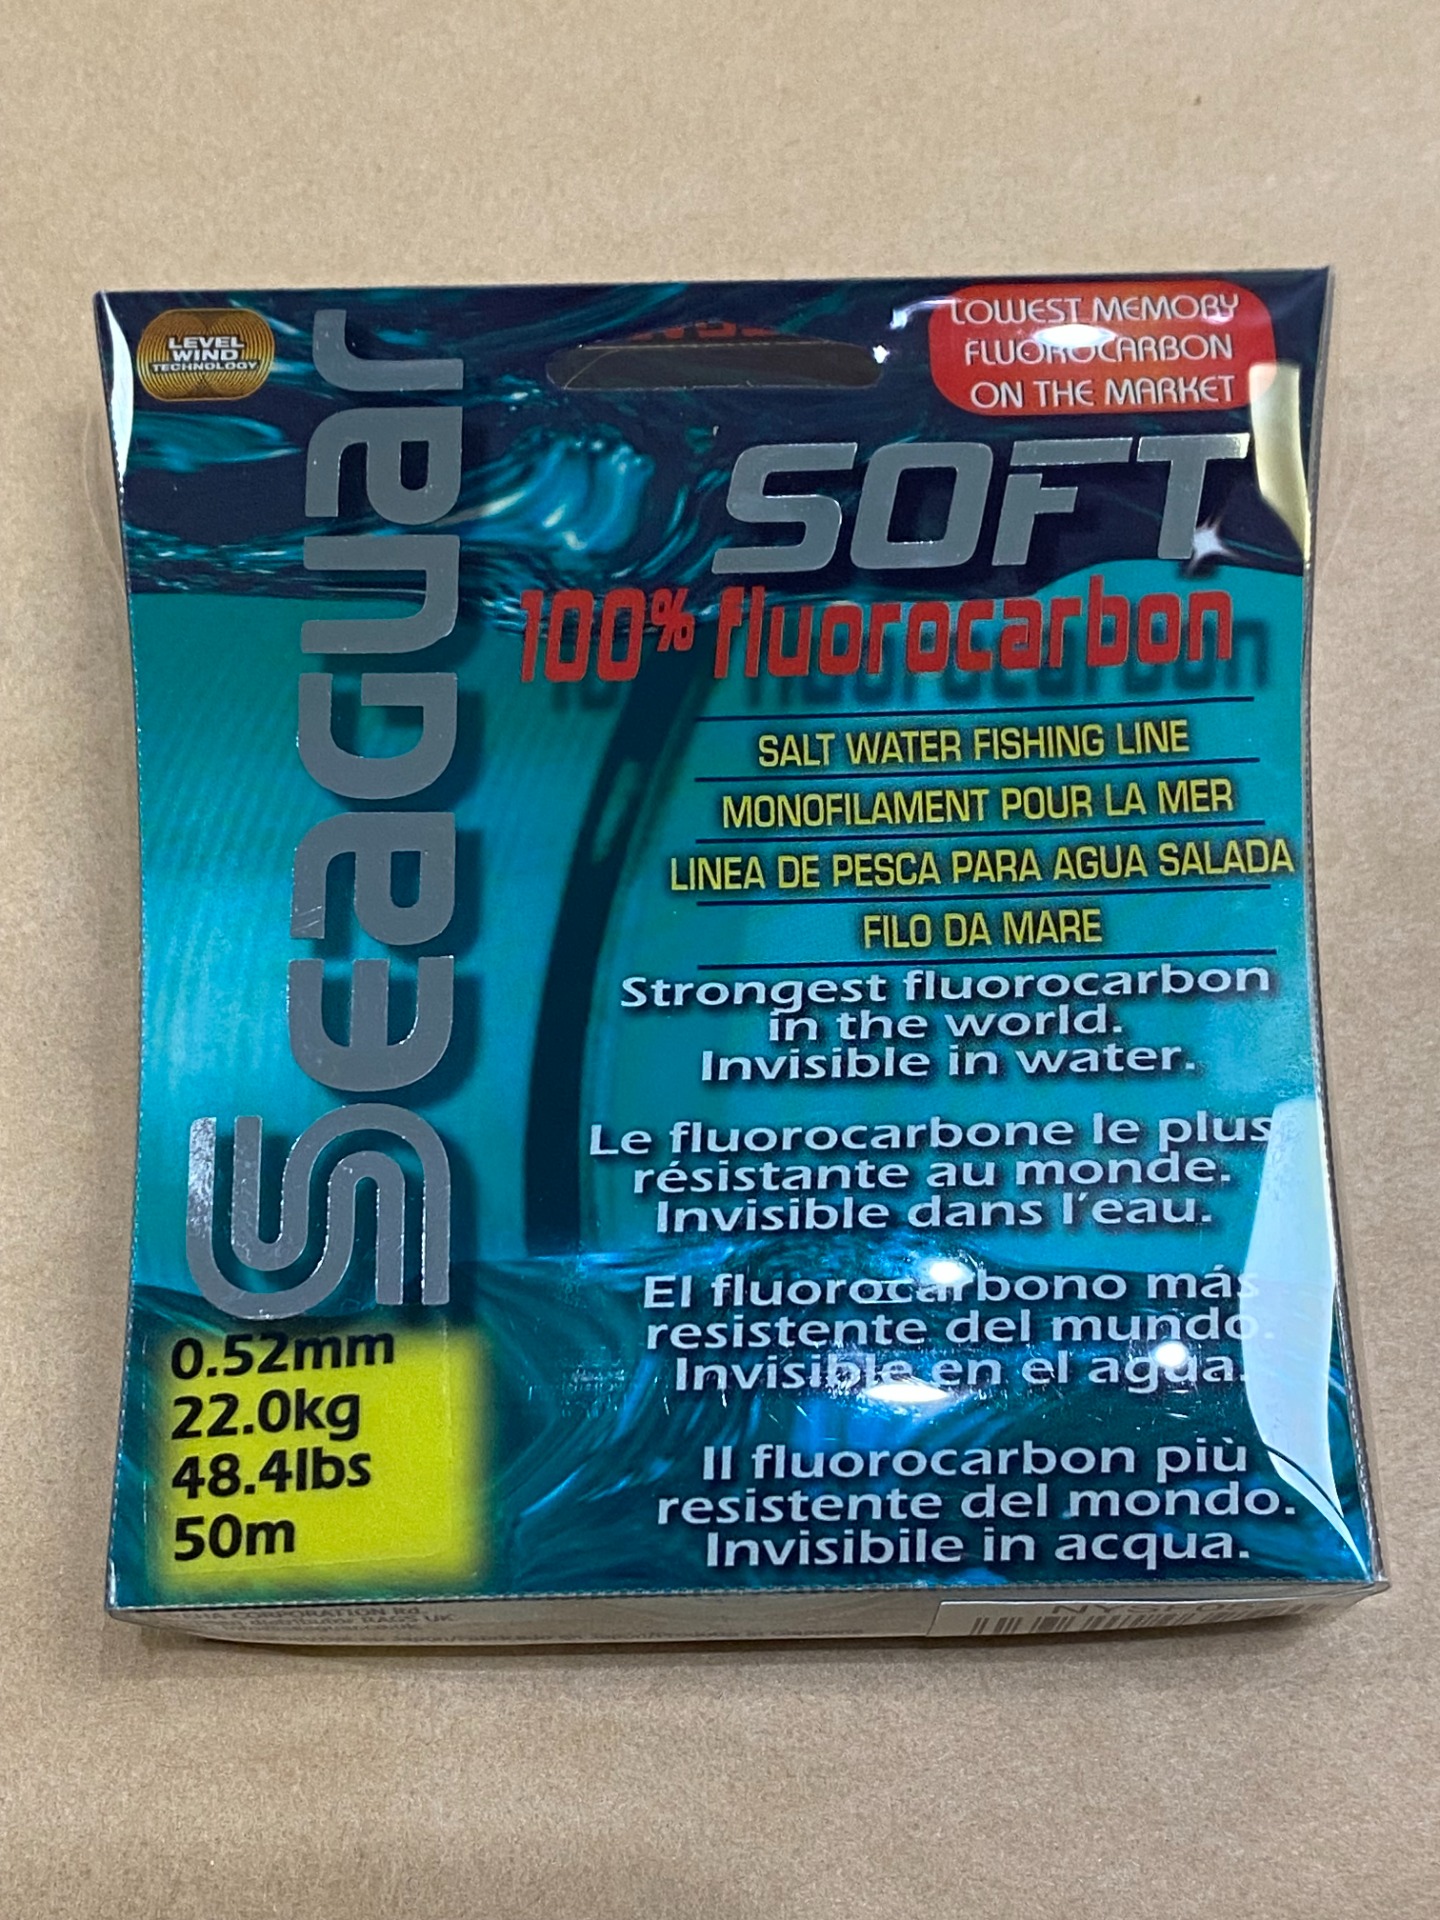 LEVEL
WIND
TECHNOLOGY
Seaguar
LOWEST MEMORY
FLUOROCARBON
ON THE MARKET
SOFT
100% fluorocarbon
SALT WATER FISHING LINE
MONOFILAMENT POUR LA MER
LINEA DE PESCA PARA AGUA SALADA
FILO DA MARE
Strongest fluorocarbon
in the world.
Invisible in water.
Le fluorocarbone le plus
résistante au monde.
Invisible dans l'eau.
El fluorocarbono más
resistente del mundo.
Invisible en el agua.
Il fluorocarbon più
resistente del mondo.
Invisibile in acqua.
0.52mm
22.0kg
48.4lbs
50m
CORPORATION